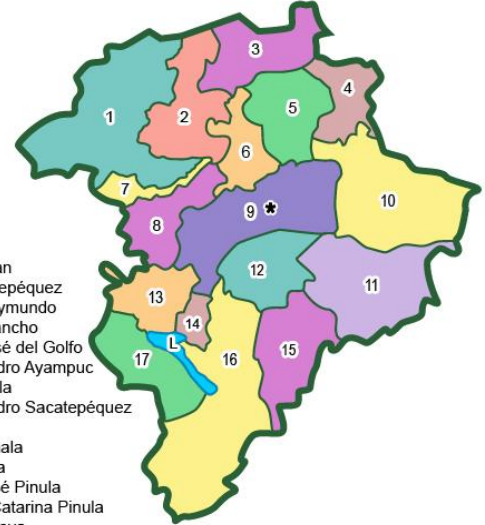 3
4
1 2 5
6
7
8 9 * 10
12 11
13
14
L
17 16 15
an
epéquez
ymundo
ancho
sé del Golfo
dro Ayampuc
la
dro Sacatepéquez
ala
a
é Pinula
Catarina Pinula